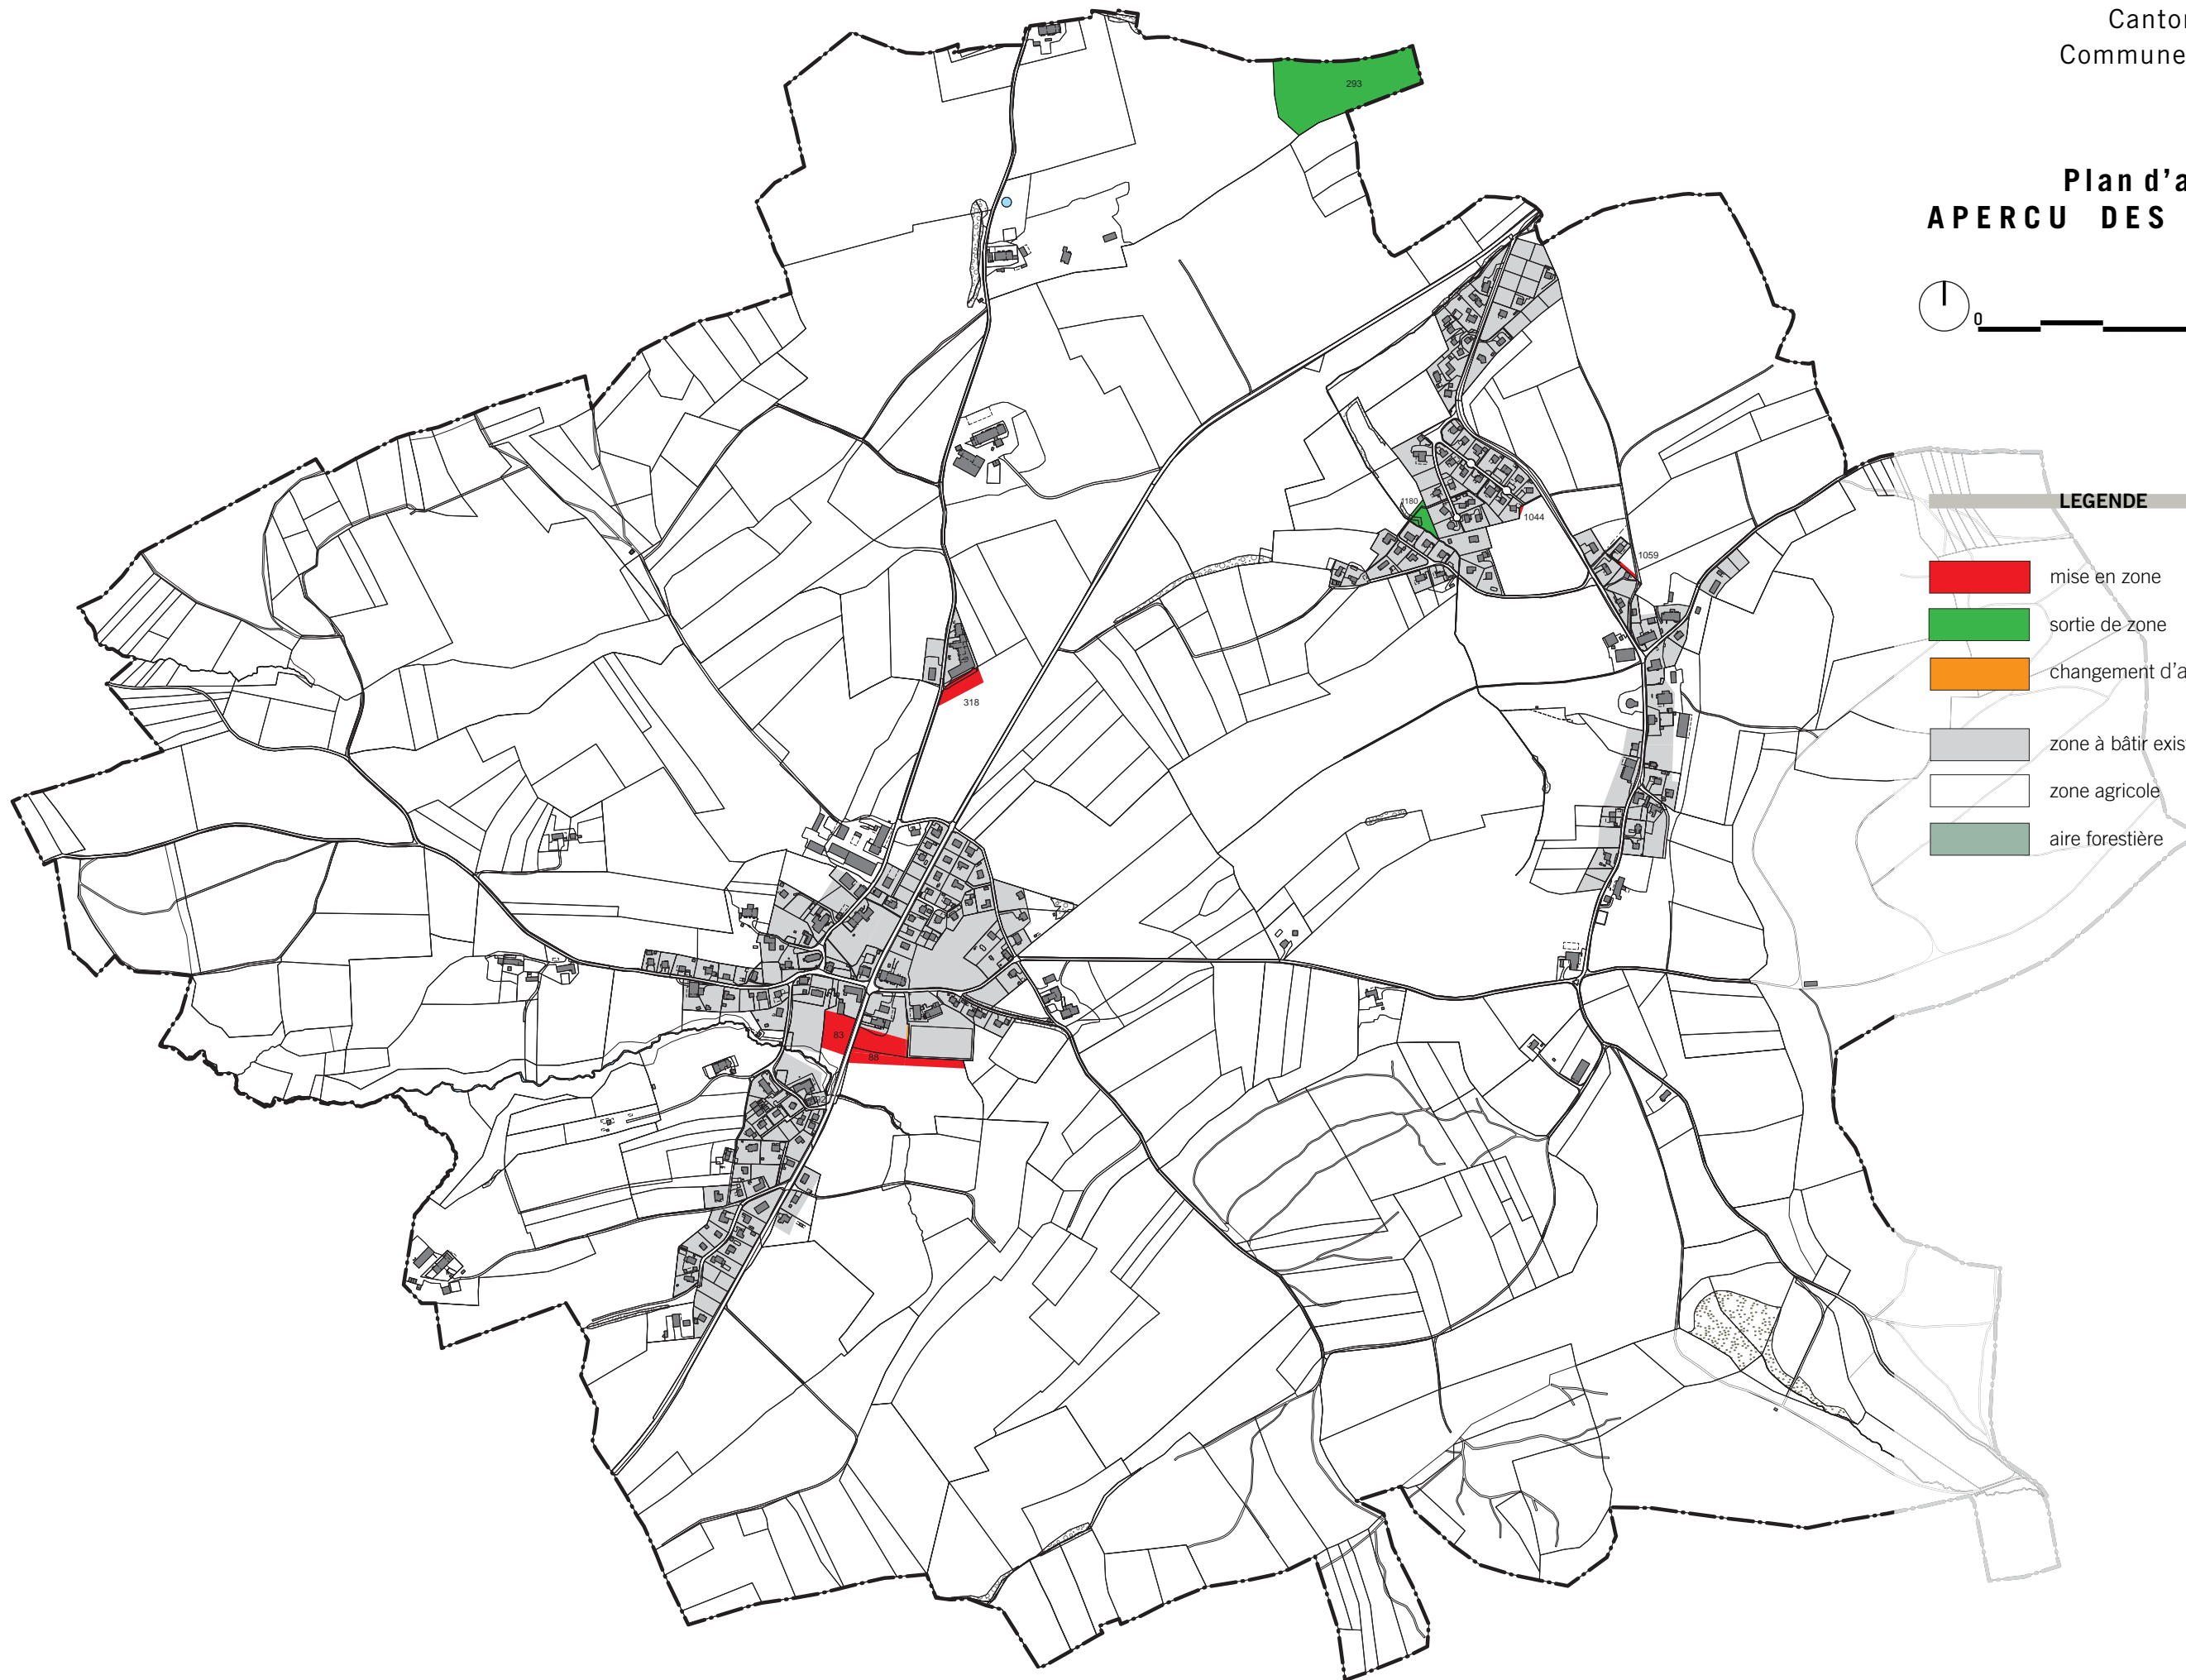 Canton
Commune
Plan d'a
APERCU DES
0
LEGENDE
mise en zone
sortie de zone
changement d'a
zone à bâtir exis
zone agricole
aire forestière
293
1180
1044
1059
318
83
88